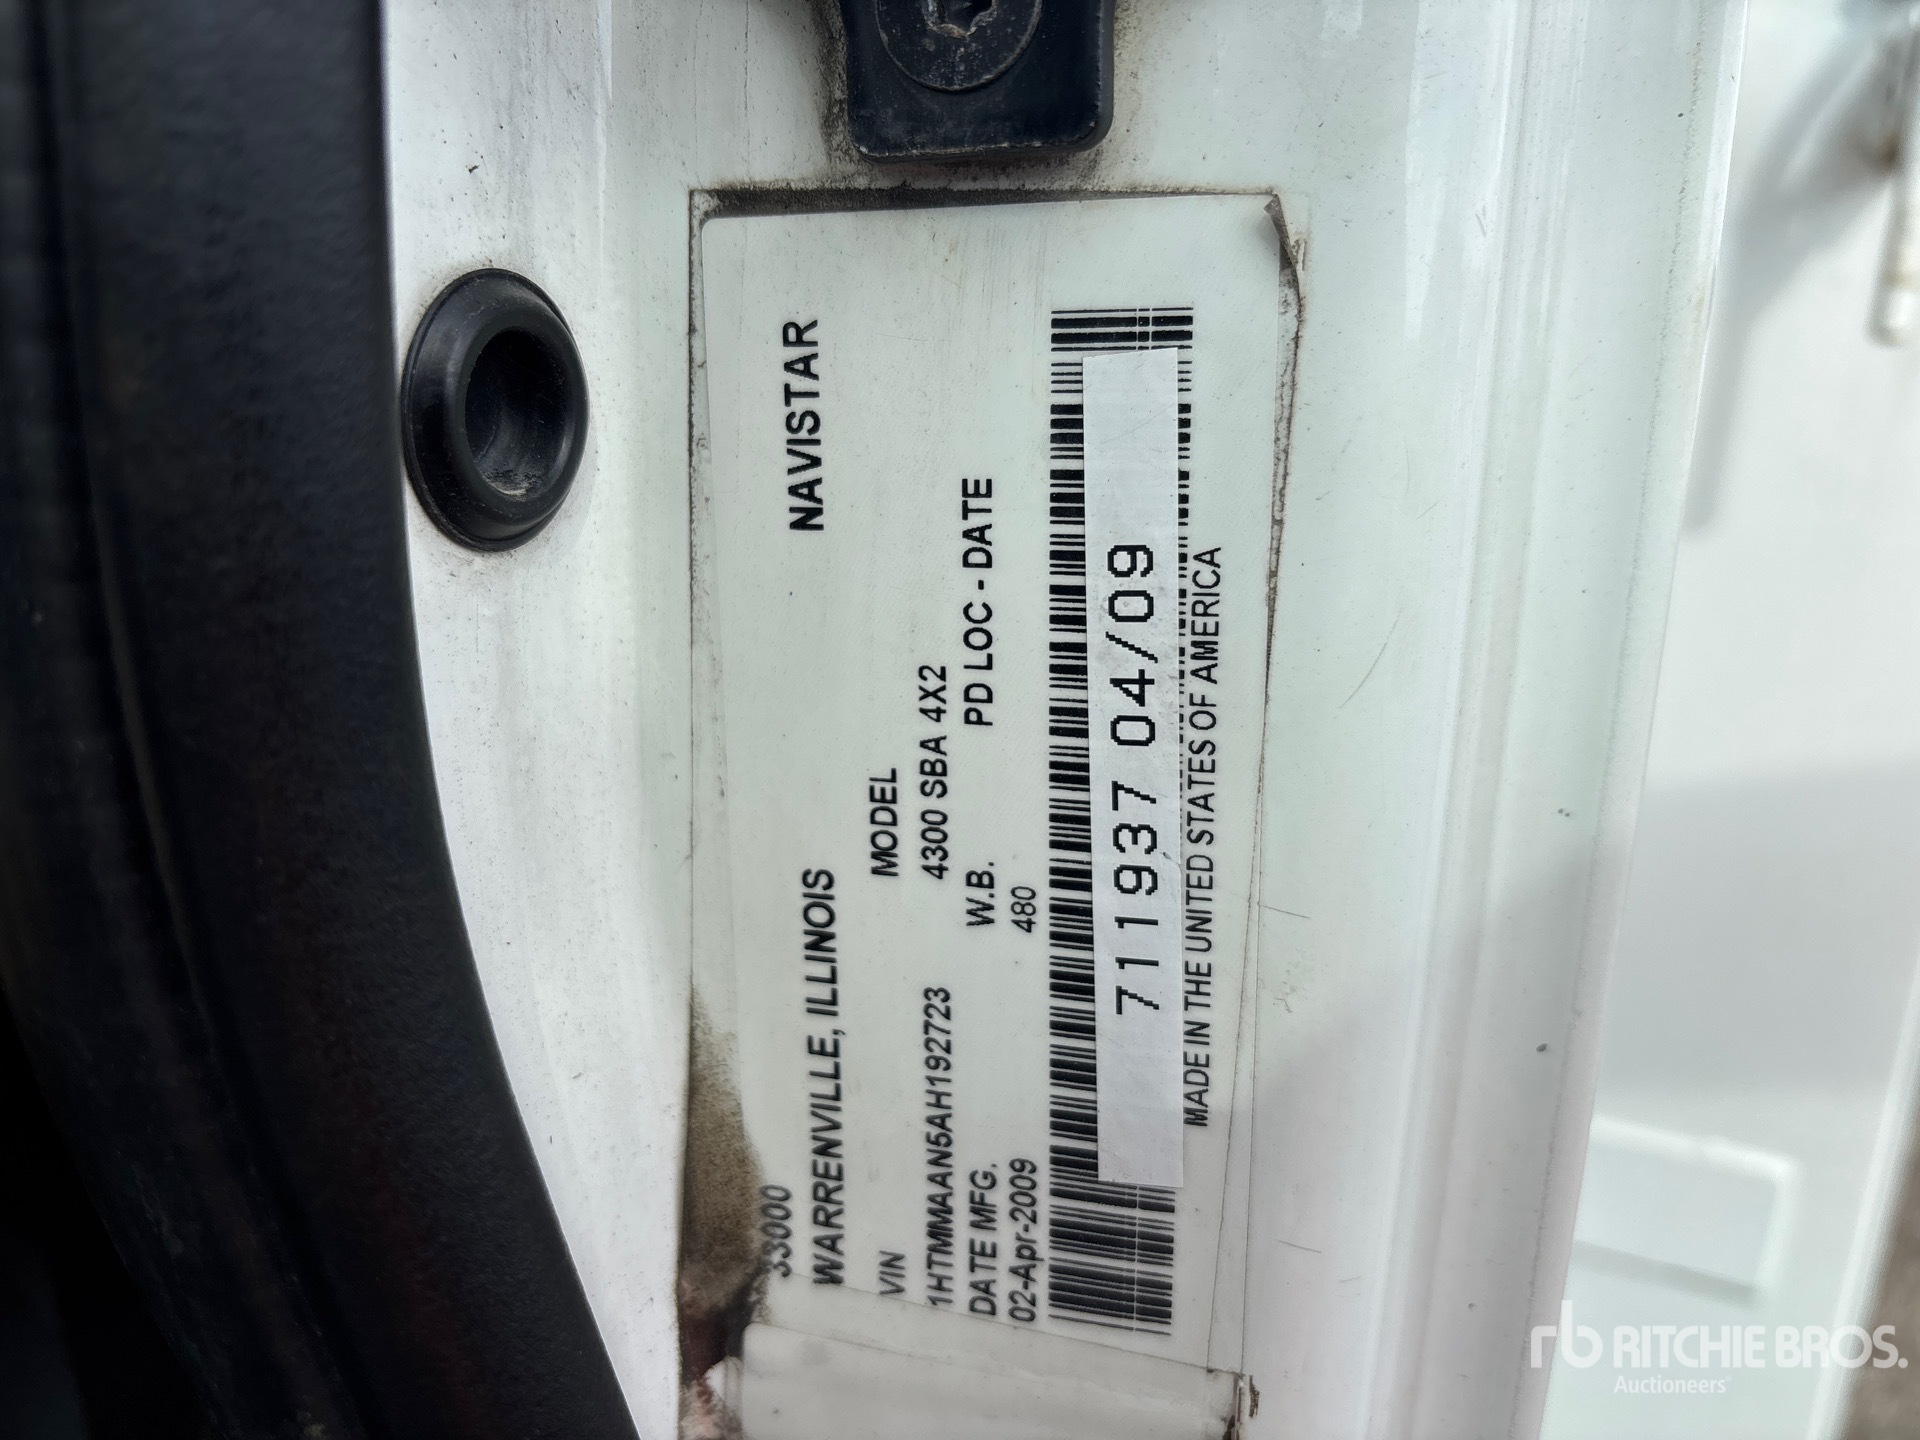 33000
WARRENVILLE, ILLINOIS NAVISTAR
VIN MODEL
1HTMMAAN5AH192723 4300 SBA 4X2
DATE MFG. W.B. PD LOC - DATE
02-Apr-2009 480
711937 04/09
MADE IN THE UNITED STATES OF AMERICA
rb RITCHIE BROS.
Auctioneers